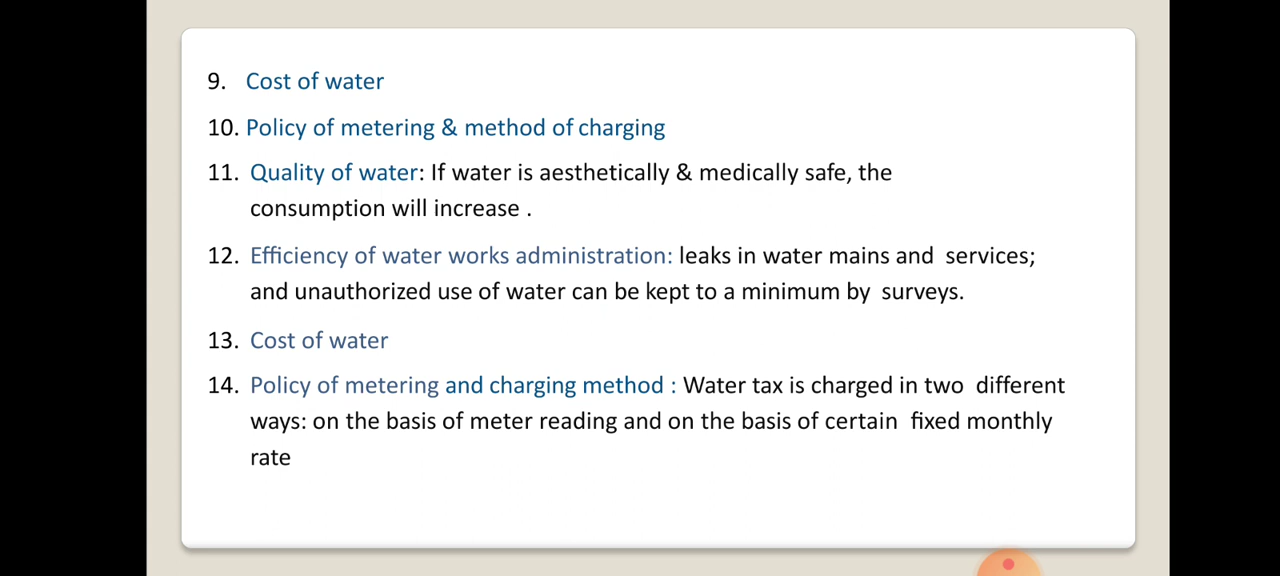 9. Cost of water
10. Policy of metering & method of charging
11. Quality of water: If water is aesthetically & medically safe, the
consumption will increase .
12. Efficiency of water works administration: leaks in water mains and services;
and unauthorized use of water can be kept to a minimum by surveys.
13. Cost of water
14. Policy of metering and charging method : Water tax is charged in two different
ways: on the basis of meter reading and on the basis of certain fixed monthly
rate